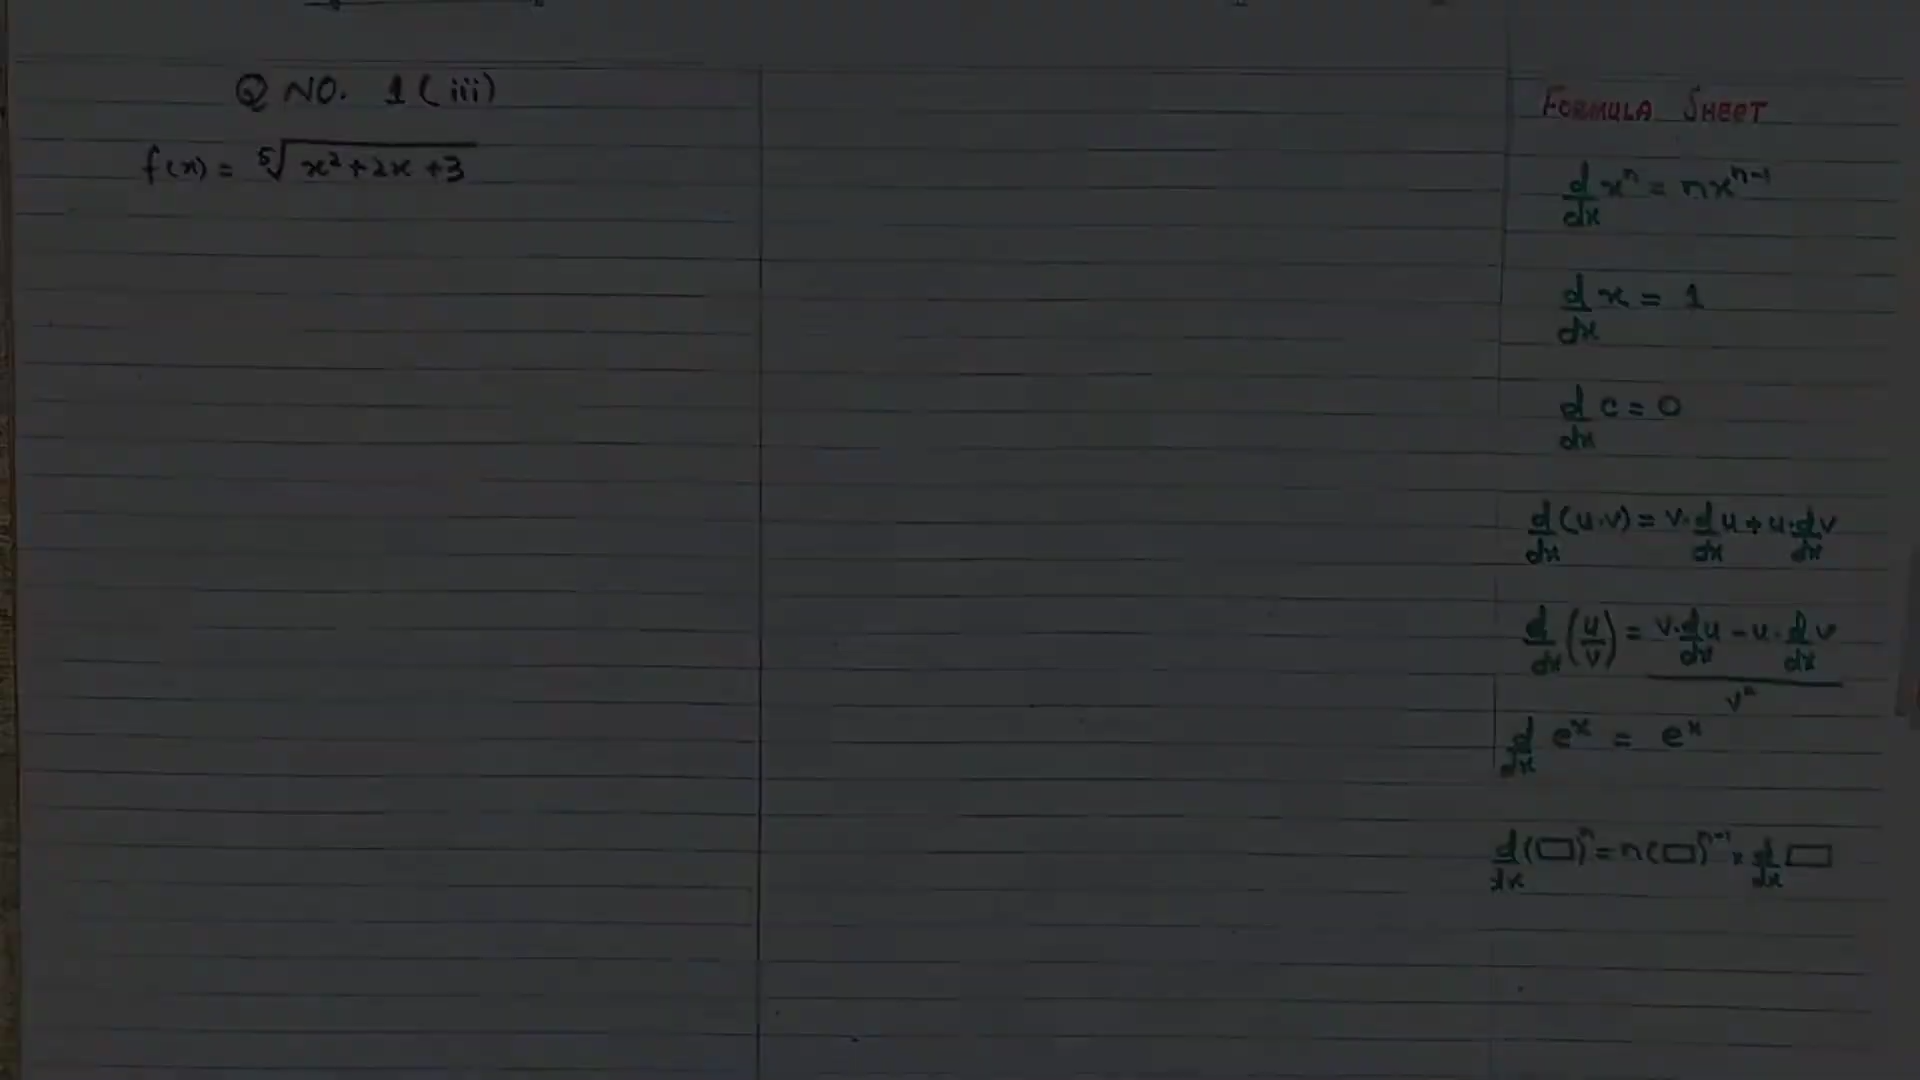 Q NO. 1 (iii)
f(x) = ⁵√(x²+2x+3)
FORMULA SHEET
d/dx xⁿ = nxⁿ⁻¹
d/dx x = 1
d/dx c = 0
d/dx (u.v) = v.d/dx u + u.d/dx v
d/dx (u/v) = (v.d/dx u - u.d/dx v)/v²
d/dx eˣ = eˣ
d/dx (□)ⁿ = n(□)ⁿ⁻¹ × d/dx □